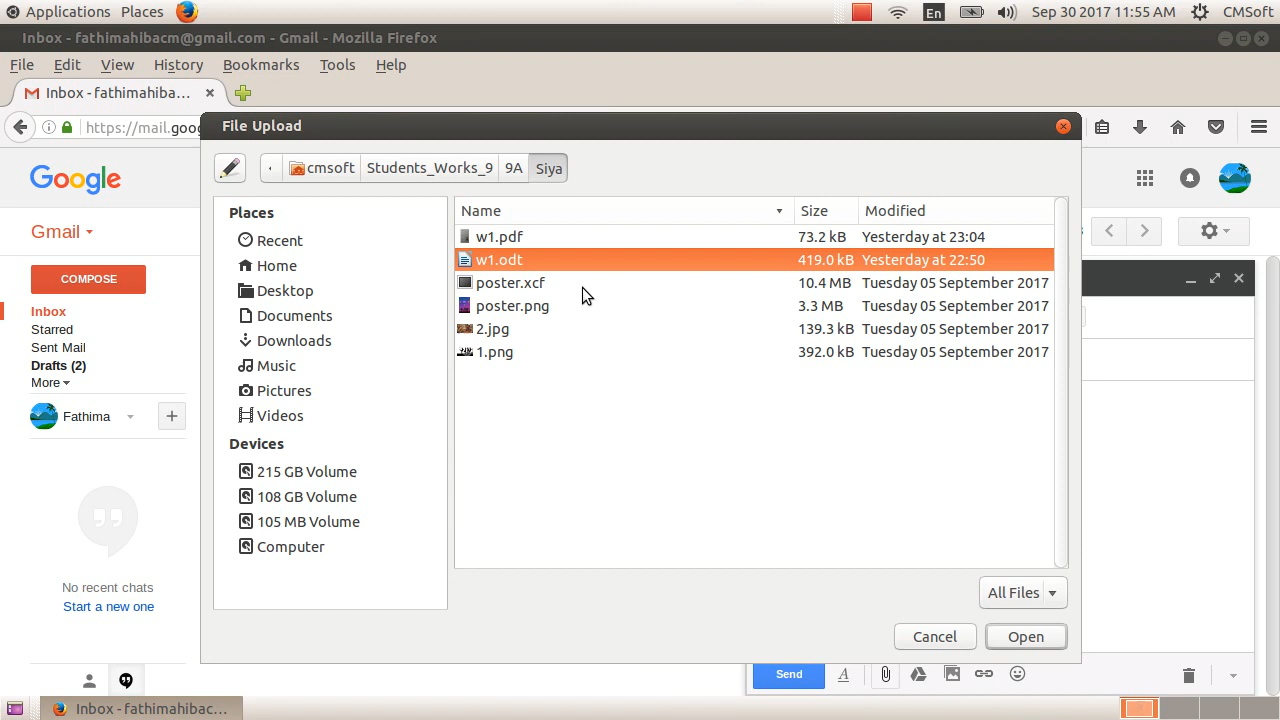 Applications Places En Sep 30 2017 11:55 AM CMSoft
Inbox - fathimahibacm@gmail.com - Gmail - Mozilla Firefox
File Edit View History Bookmarks Tools Help
Inbox - fathimahiba...
https://mail.goog
File Upload
cmsoft Students_Works_9 9A Siya
Google
Gmail
COMPOSE
Inbox
Starred
Sent Mail
Drafts (2)
More
Fathima
No recent chats
Start a new one
Places
Recent
Home
Desktop
Documents
Downloads
Music
Pictures
Videos
Devices
215 GB Volume
108 GB Volume
105 MB Volume
Computer
Name Size Modified
w1.pdf 73.2 kB Yesterday at 23:04
w1.odt 419.0 kB Yesterday at 22:50
poster.xcf 10.4 MB Tuesday 05 September 2017
poster.png 3.3 MB Tuesday 05 September 2017
2.jpg 139.3 kB Tuesday 05 September 2017
1.png 392.0 kB Tuesday 05 September 2017
All Files
Cancel Open
Send A
Inbox - fathimahibac...